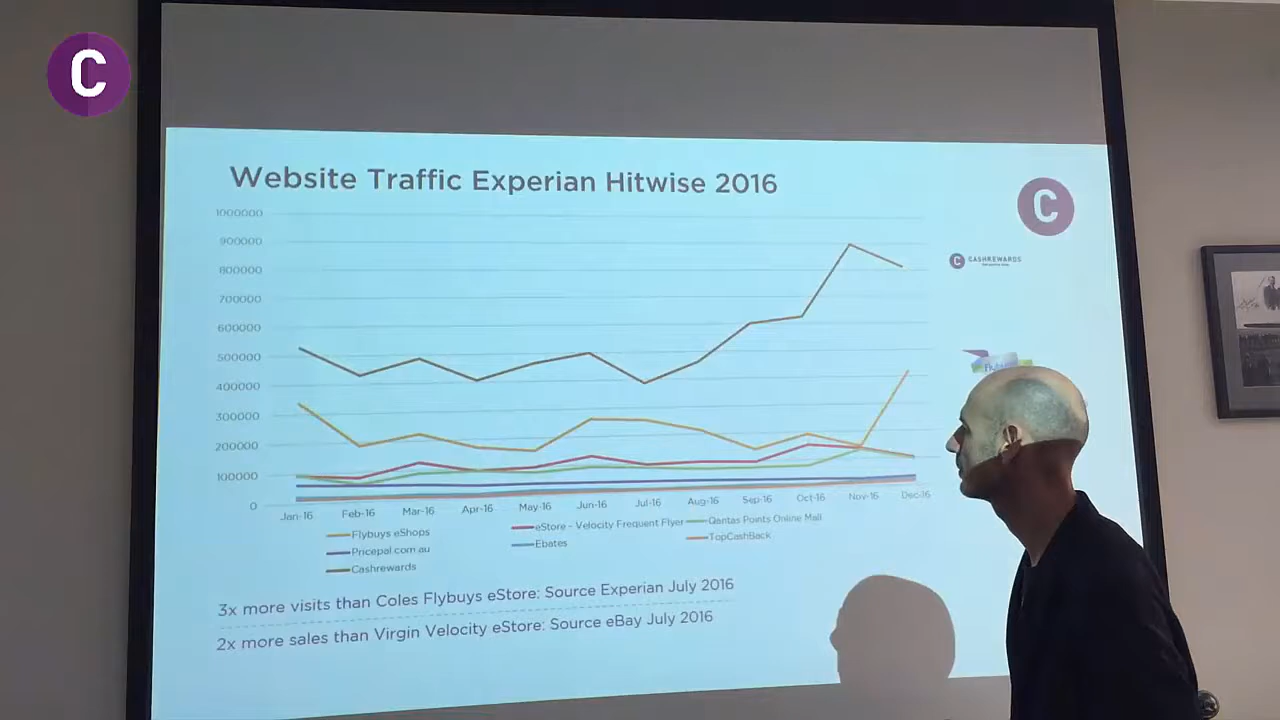 C
Website Traffic Experian Hitwise 2016
C
1000000
900000
CASHREWARDS
800000
700000
600000
500000
400000
300000
200000
100000
0
Jan-16 Feb-16 Mar-16 Apr-16 May-16 Jun-16 Jul-16 Aug-16 Sep-16 Oct-16 Nov-16 Dec-16
Flybuys eShops eStore - Velocity Frequent Flyer Qantas Points Online Mall
Pricepal.com.au Ebates TopCashBack
Cashrewards
3x more visits than Coles Flybuys eStore: Source Experian July 2016
2x more sales than Virgin Velocity eStore: Source eBay July 2016